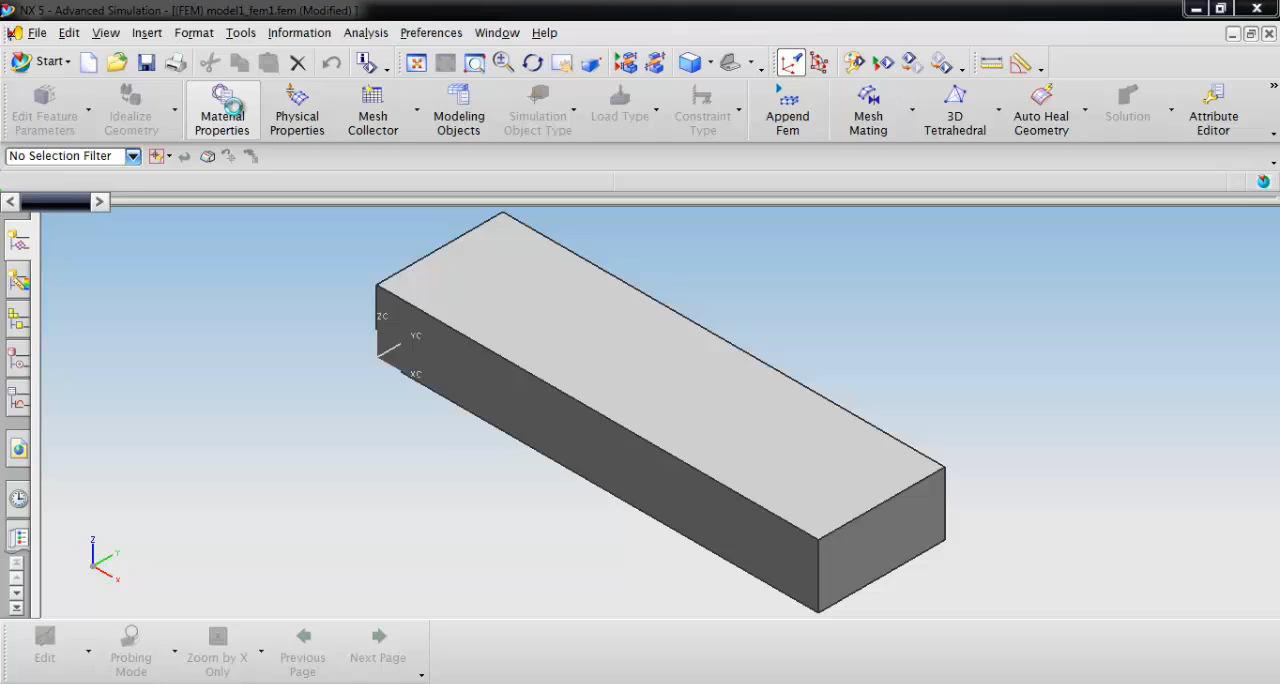 NX 5 - Advanced Simulation - [(FEM) model1_fem1.fem (Modified) ]
File Edit View Insert Format Tools Information Analysis Preferences Window Help
Start
Edit Feature Parameters
Idealize Geometry
Material Properties
Physical Properties
Mesh Collector
Modeling Objects
Simulation Object Type
Load Type
Constraint Type
Append Fem
Mesh Mating
3D Tetrahedral
Auto Heal Geometry
Solution
Attribute Editor
No Selection Filter
ZC
YC
XC
Z
Y
X
Edit
Probing Mode
Zoom by X Only
Previous Page
Next Page